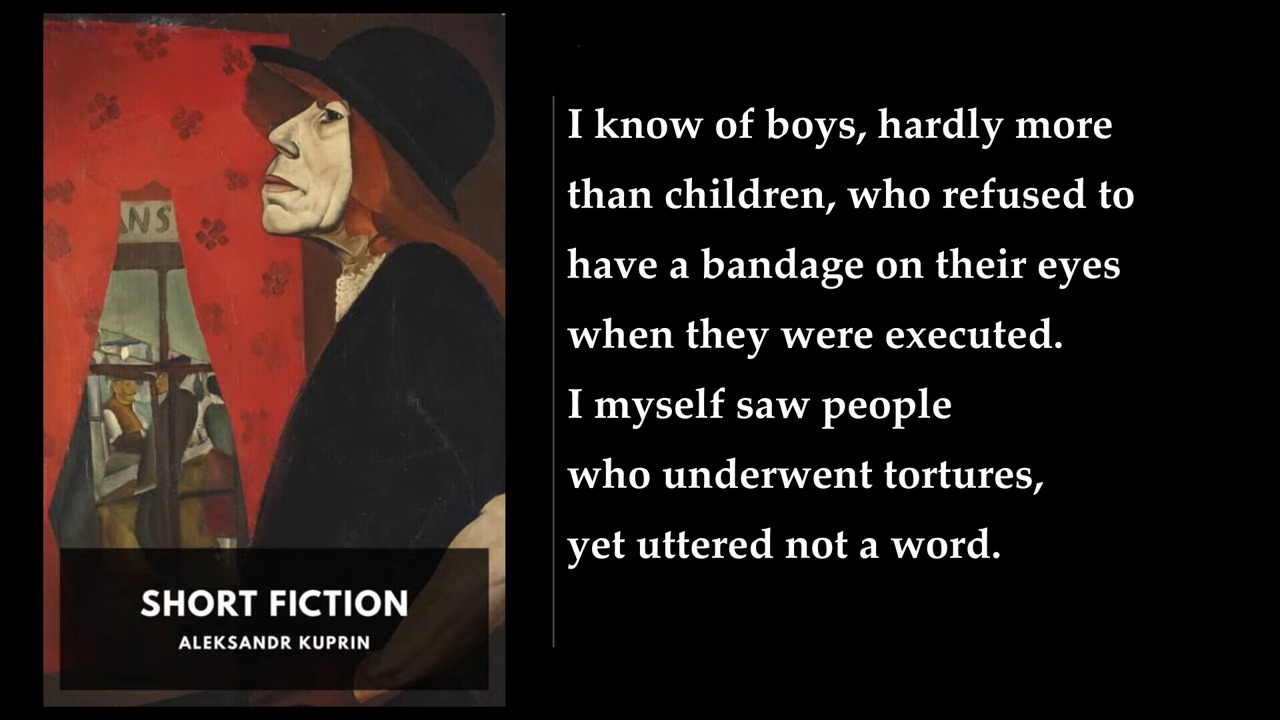 ANS
SHORT FICTION
ALEKSANDR KUPRIN
I know of boys, hardly more
than children, who refused to
have a bandage on their eyes
when they were executed.
I myself saw people
who underwent tortures,
yet uttered not a word.